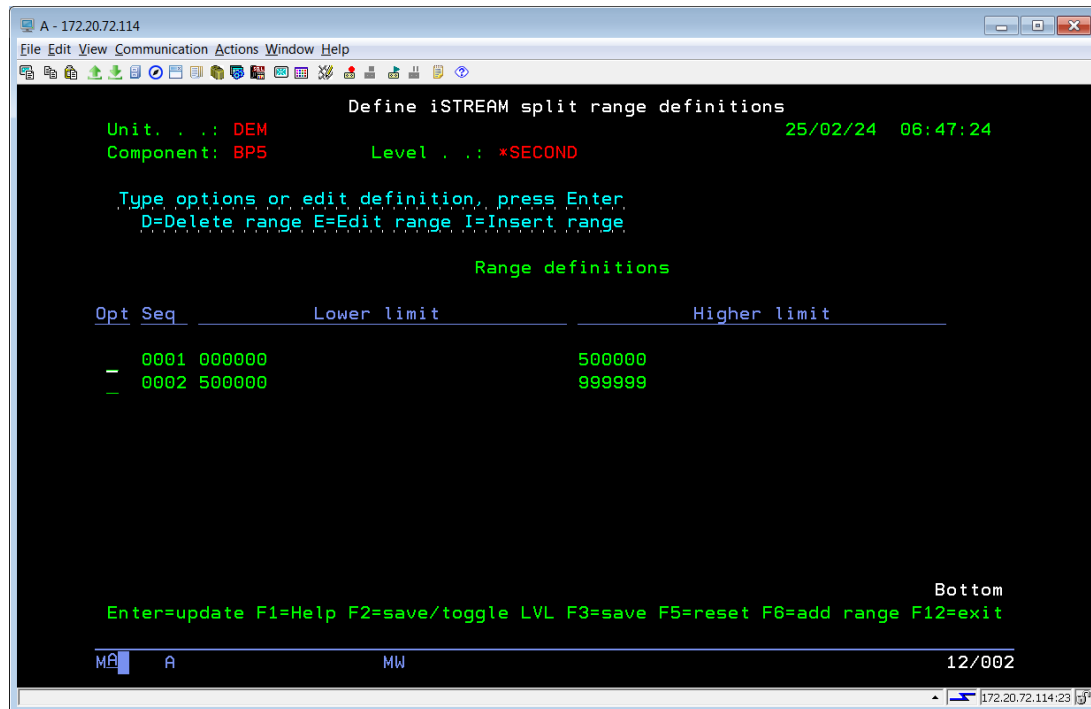 A - 172.20.72.114
File Edit View Communication Actions Window Help
Define iSTREAM split range definitions
Unit. . .: DEM 25/02/24 06:47:24
Component: BP5 Level . .: *SECOND
Type options or edit definition, press Enter
D=Delete range E=Edit range I=Insert range
Range definitions
Opt Seq Lower limit Higher limit
0001 000000 500000
0002 500000 999999
Bottom
Enter=update F1=Help F2=save/toggle LVL F3=save F5=reset F6=add range F12=exit
MA A MW 12/002
172.20.72.114:23